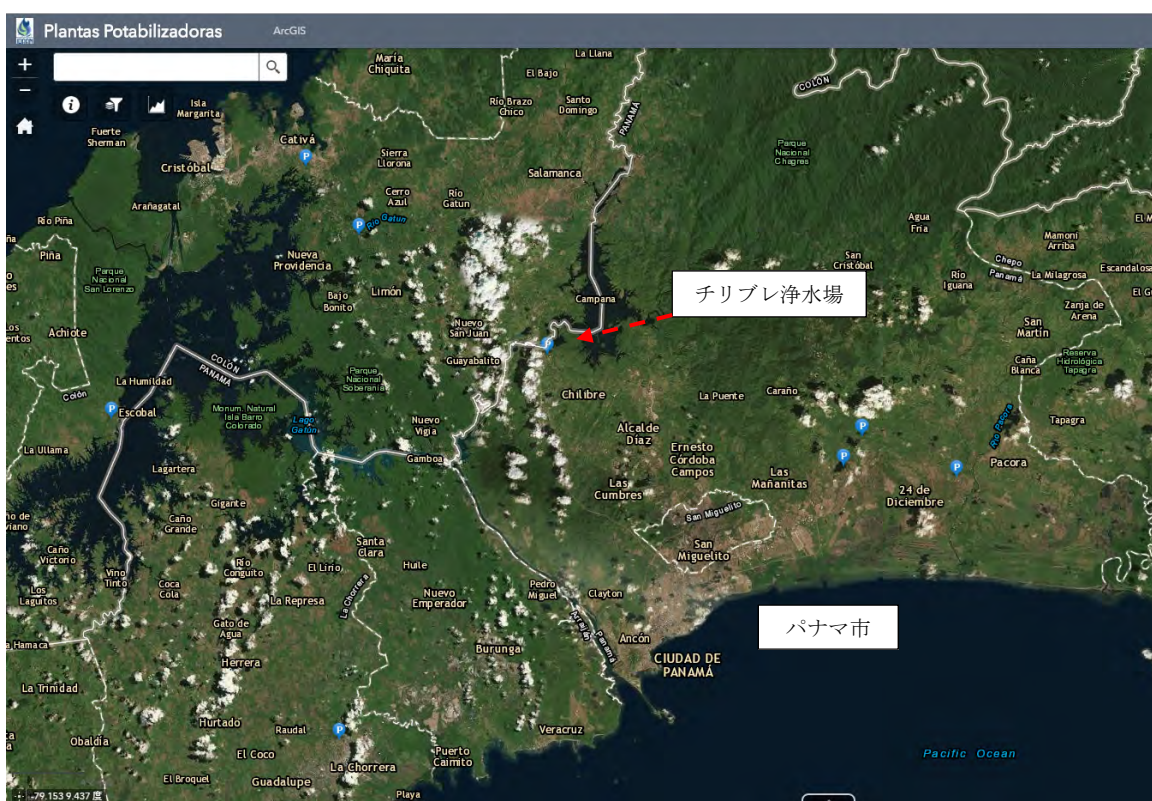 Plantas Potabilizadoras
ArcGIS
María
Chiquita
La Llana
El Bajo
COLÓN
Isla
Margarita
Río Brazo
Chico
Santo
Domingo
PANAMÁ
Fuerte
Sherman
Cativá
Parque
Nacional
Chagres
Cristóbal
Sierra
Llorona
Salamanca
Cerro
Azul
Río
Gatun
Arañagatal
Río Piña
Río Gatun
Agua
Fría
Piña
Mamoní
Arriba
Nueva
Providencia
San
Cristóbal
Chepo
Panamá
La Milagrosa
Escandalosa
Parque
Nacional
San Lorenzo
Río
Iguana
Bajo
Bonito
Limón
Campana
チリブレ浄水場
Zanja de
Arena
Achiote
Nuevo
San Juan
San
Martín
Guayabalito
Caña
Blanca
Reserva
Hidrológica
Tapagra
COLÓN
PANAMÁ
Parque
Nacional
Soberanía
La Humildad
Colón
Chilibre
La Puente
Caraño
Escobal
Monum. Natural
Isla Barro
Colorado
Lago
Gatún
Nuevo
Vigía
Alcalde
Díaz
Río Pacora
Tapagra
La Ullama
Gamboa
Ernesto
Córdoba
Campos
Lagartera
Las
Mañanitas
Pacora
Las
Cumbres
24 de
Diciembre
Gigante
Caño
Grande
San Miguelito
Santa
Clara
San
Miguelito
Caño
Victorio
Río
Conguito
El Lirio
Huile
Vino
Tinto
Coca
Cola
Los
Laguitos
La Represa
La Chorrera
Nuevo
Emperador
Pedro
Miguel
Clayton
Gato de
Agua
Arraiján
Panamá
Ancón
パナマ市
Burunga
Herrera
CIUDAD DE
PANAMÁ
La Trinidad
Hurtado
Raudal
Veracruz
Obaldía
El Coco
Puerto
Caimito
Pacific Ocean
La Chorrera
El Broquel
Guadalupe
Playa
-79.153 9.437 度